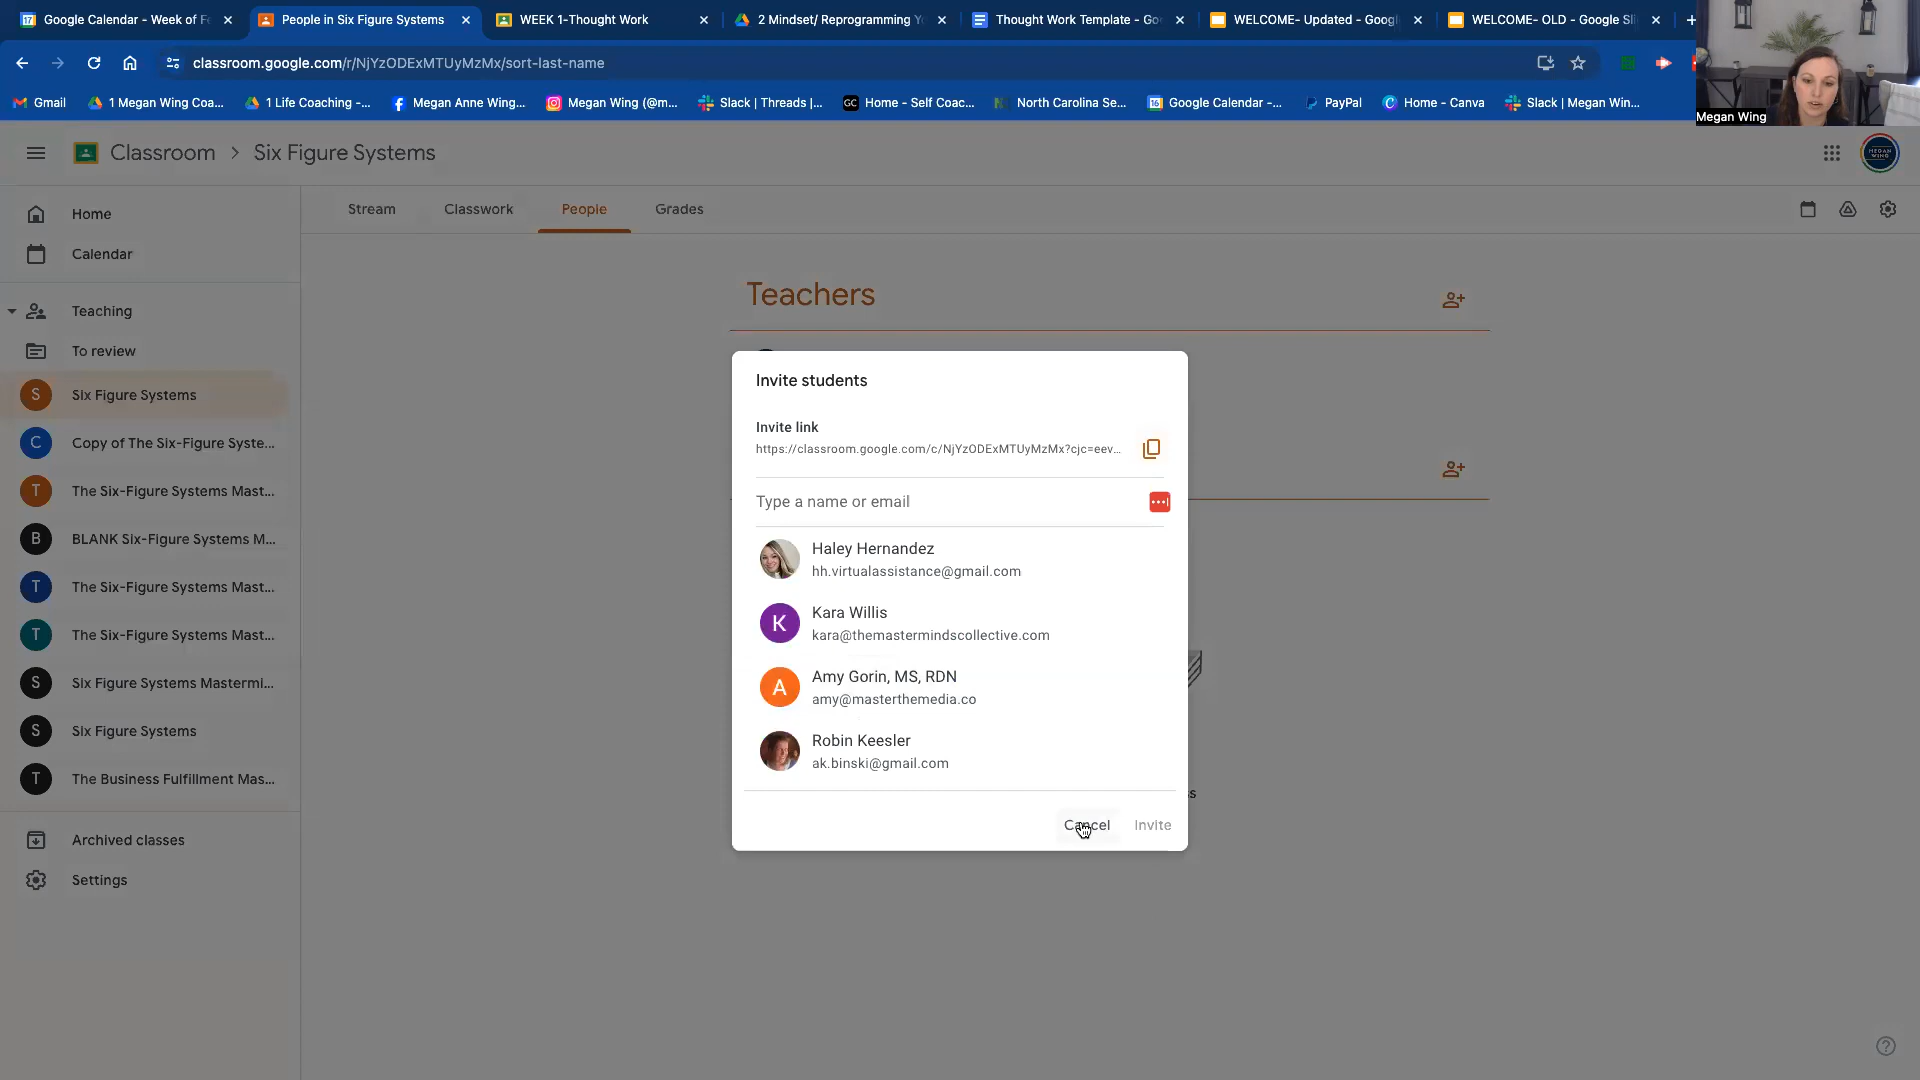 Google Calendar - Week of Fe
People in Six Figure Systems
WEEK 1-Thought Work
2 Mindset/ Reprogramming Yo
Thought Work Template - Goo
WELCOME- Updated - Google
WELCOME- OLD - Google Sli
classroom.google.com/r/NjYzODExMTUyMzMx/sort-last-name
Gmail
1 Megan Wing Coa...
1 Life Coaching -...
Megan Anne Wing...
Megan Wing (@m...
Slack | Threads |...
GC
Home - Self Coac...
North Carolina Se...
Google Calendar -...
PayPal
Home - Canva
Slack | Megan Win...
Megan Wing
Classroom > Six Figure Systems
MEGAN WING
Home
Calendar
Teaching
To review
S Six Figure Systems
C Copy of The Six-Figure Syste...
T The Six-Figure Systems Mast...
B BLANK Six-Figure Systems M...
T The Six-Figure Systems Mast...
T The Six-Figure Systems Mast...
S Six Figure Systems Mastermi...
S Six Figure Systems
T The Business Fulfillment Mas...
Archived classes
Settings
Stream
Classwork
People
Grades
Teachers
Invite students
Invite link
https://classroom.google.com/c/NjYzODExMTUyMzMx?cjc=eev...
Type a name or email
Haley Hernandez
hh.virtualassistance@gmail.com
K Kara Willis
kara@themastermindscollective.com
A Amy Gorin, MS, RDN
amy@masterthemedia.co
Robin Keesler
ak.binski@gmail.com
Cancel
Invite